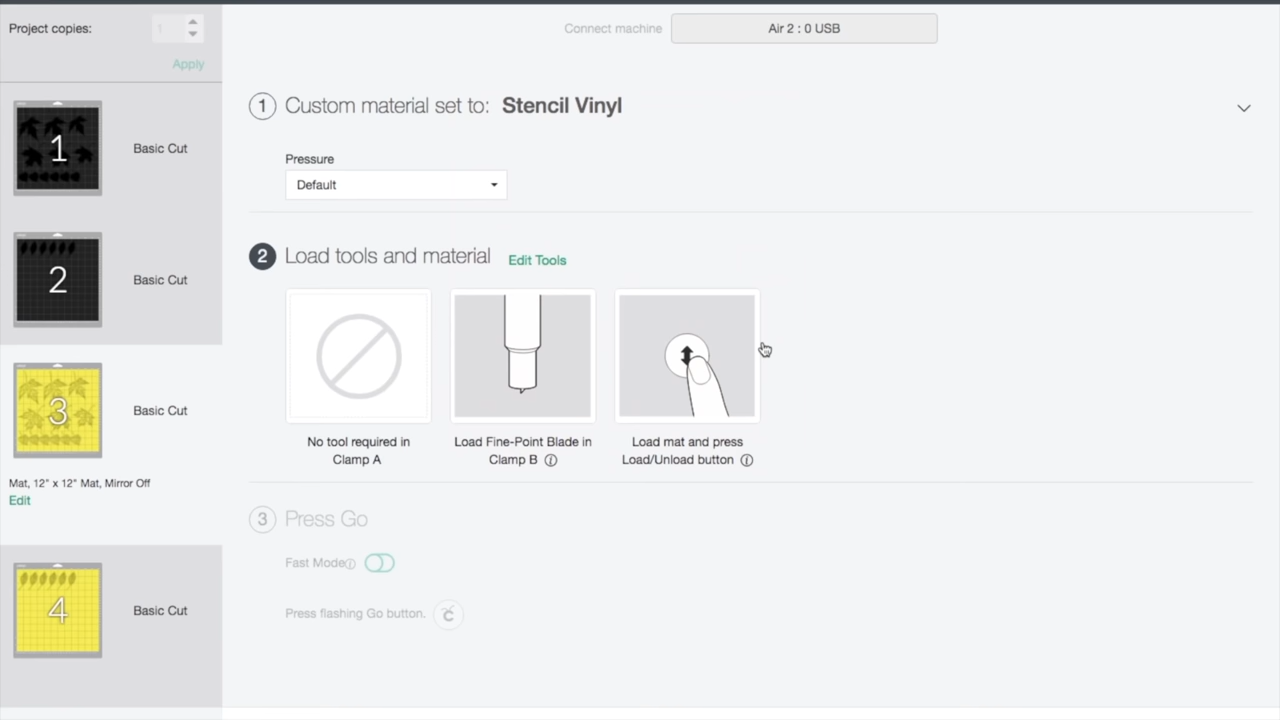 Project copies:
1
Apply
1
Basic Cut
2
Basic Cut
3
Basic Cut
Mat, 12" x 12" Mat, Mirror Off
Edit
4
Basic Cut
Connect machine
Air 2 : 0 USB
1 Custom material set to: Stencil Vinyl
Pressure
Default
2 Load tools and material Edit Tools
No tool required in
Clamp A
Load Fine-Point Blade in
Clamp B i
Load mat and press
Load/Unload button i
3 Press Go
Fast Mode i
Press flashing Go button.